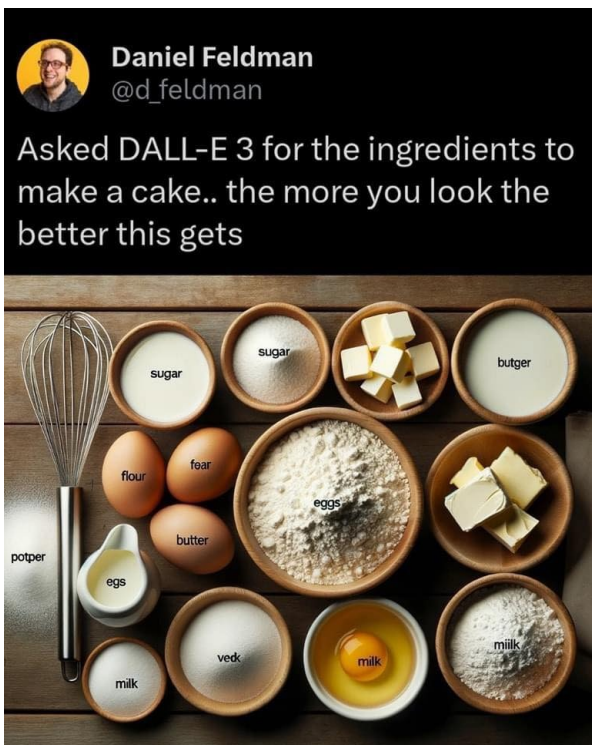 Daniel Feldman
@d_feldman
Asked DALL-E 3 for the ingredients to
make a cake.. the more you look the
better this gets
sugar
sugar
butger
flour
fear
butter
eggs
potper
egs
milk
vedk
milk
miilk